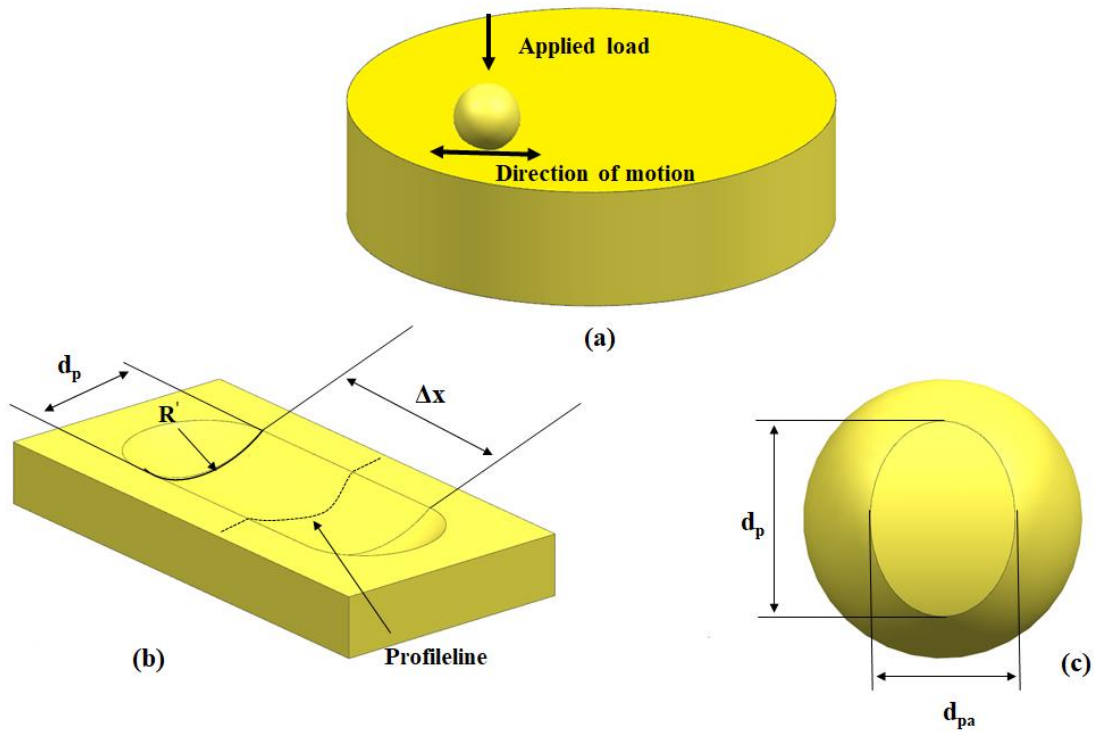 Applied load
Direction of motion
(a)
dₚ
R'
Δx
Profileline
(b)
dₚ
dₚₐ
(c)